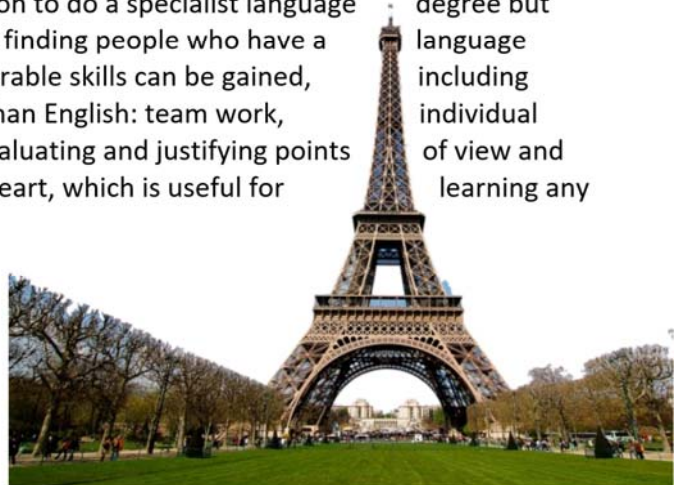 on to do a specialist language degree but
finding people who have a language
rable skills can be gained, including
han English: team work, individual
aluating and justifying points of view and
eart, which is useful for learning any